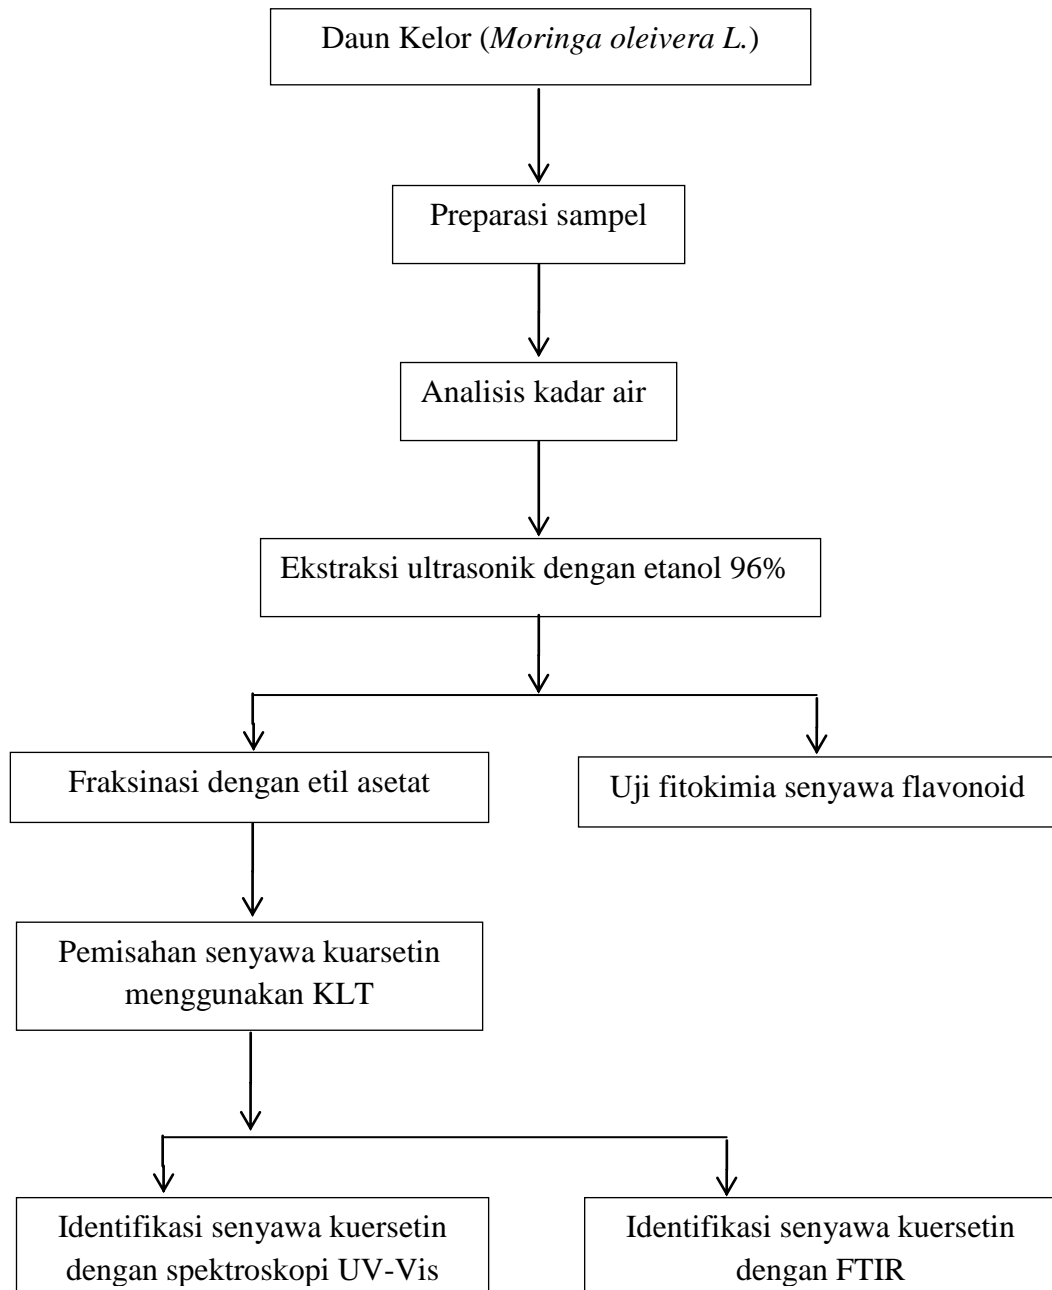 Daun Kelor (Moringa oleivera L.)
Preparasi sampel
Analisis kadar air
Ekstraksi ultrasonik dengan etanol 96%
Fraksinasi dengan etil asetat
Uji fitokimia senyawa flavonoid
Pemisahan senyawa kuarsetin
menggunakan KLT
Identifikasi senyawa kuersetin
dengan spektroskopi UV-Vis
Identifikasi senyawa kuersetin
dengan FTIR